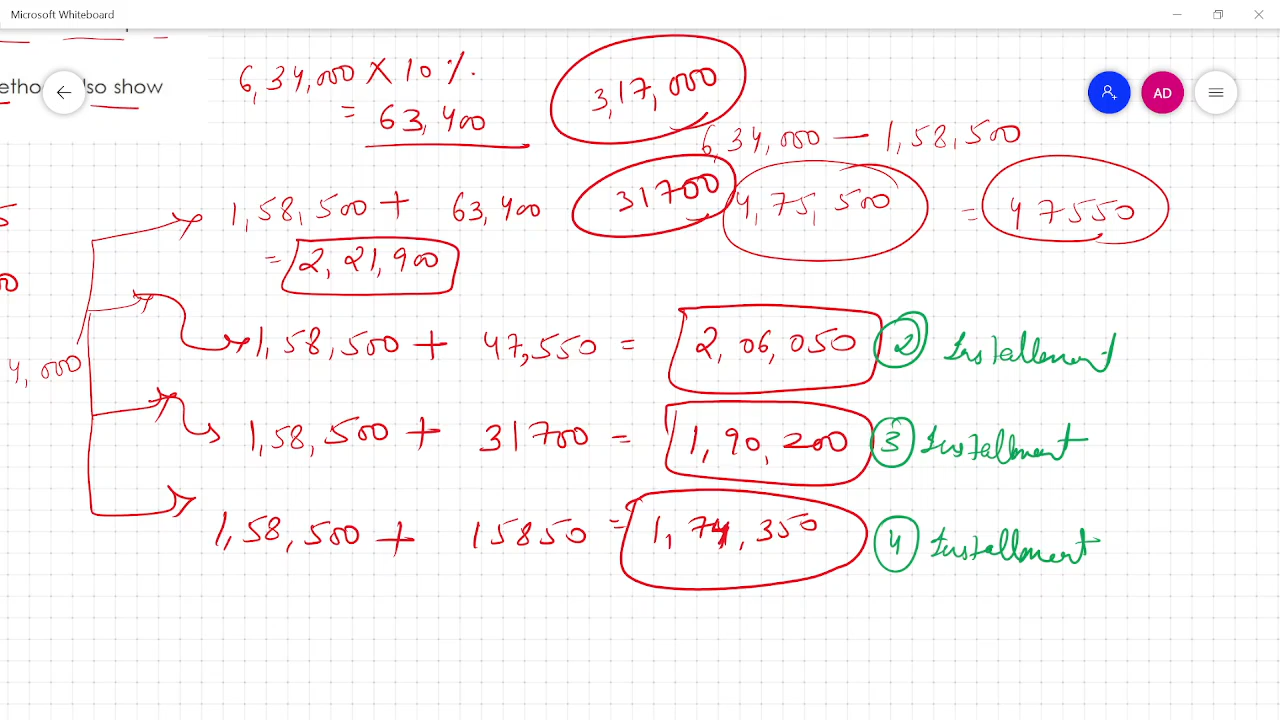 Microsoft Whiteboard
etho
lso show
AD
6,34,000 × 10 %.
= 63,400
3,17,000
6,34,000 — 1,58,500
31700
4,75,500
= 47550
1,58,500 + 63,400
= 2,21,900
1,58,500 + 47,550 = 2,06,050 2 Installment
4,000
1,58,500 + 31700 = 1,90,200 3 Installment
1,58,500 + 15850 = 1,74,350 4 Installment